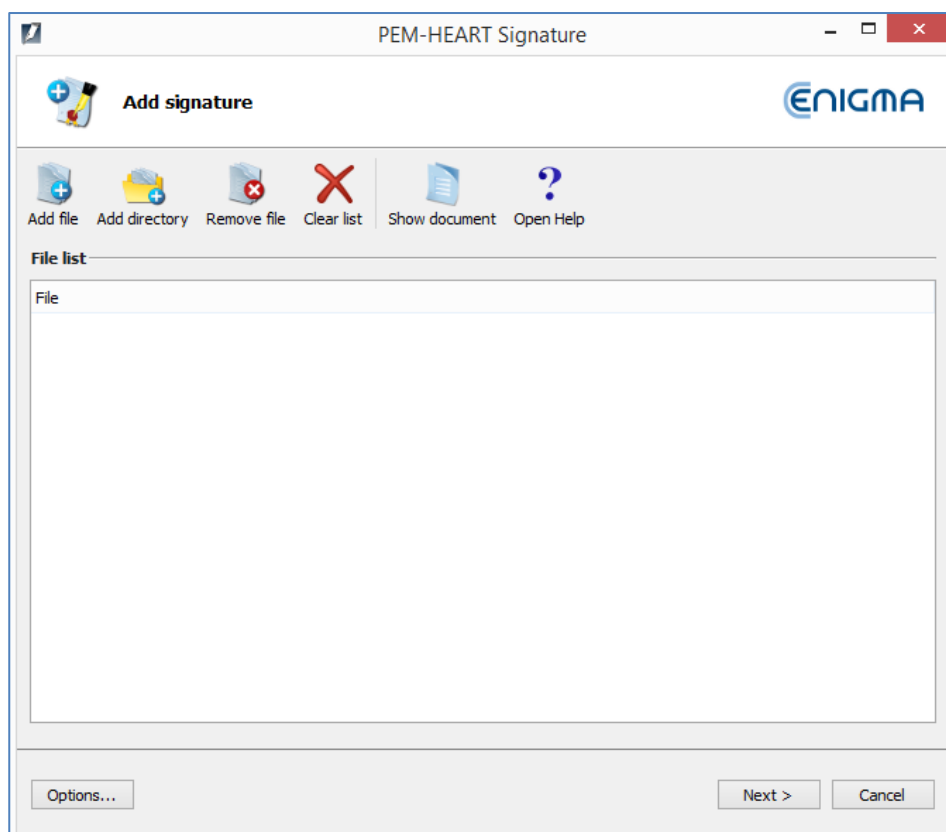 PEM-HEART Signature
Add signature
ENIGMA
Add file Add directory Remove file Clear list Show document Open Help
File list
File
Options... Next > Cancel